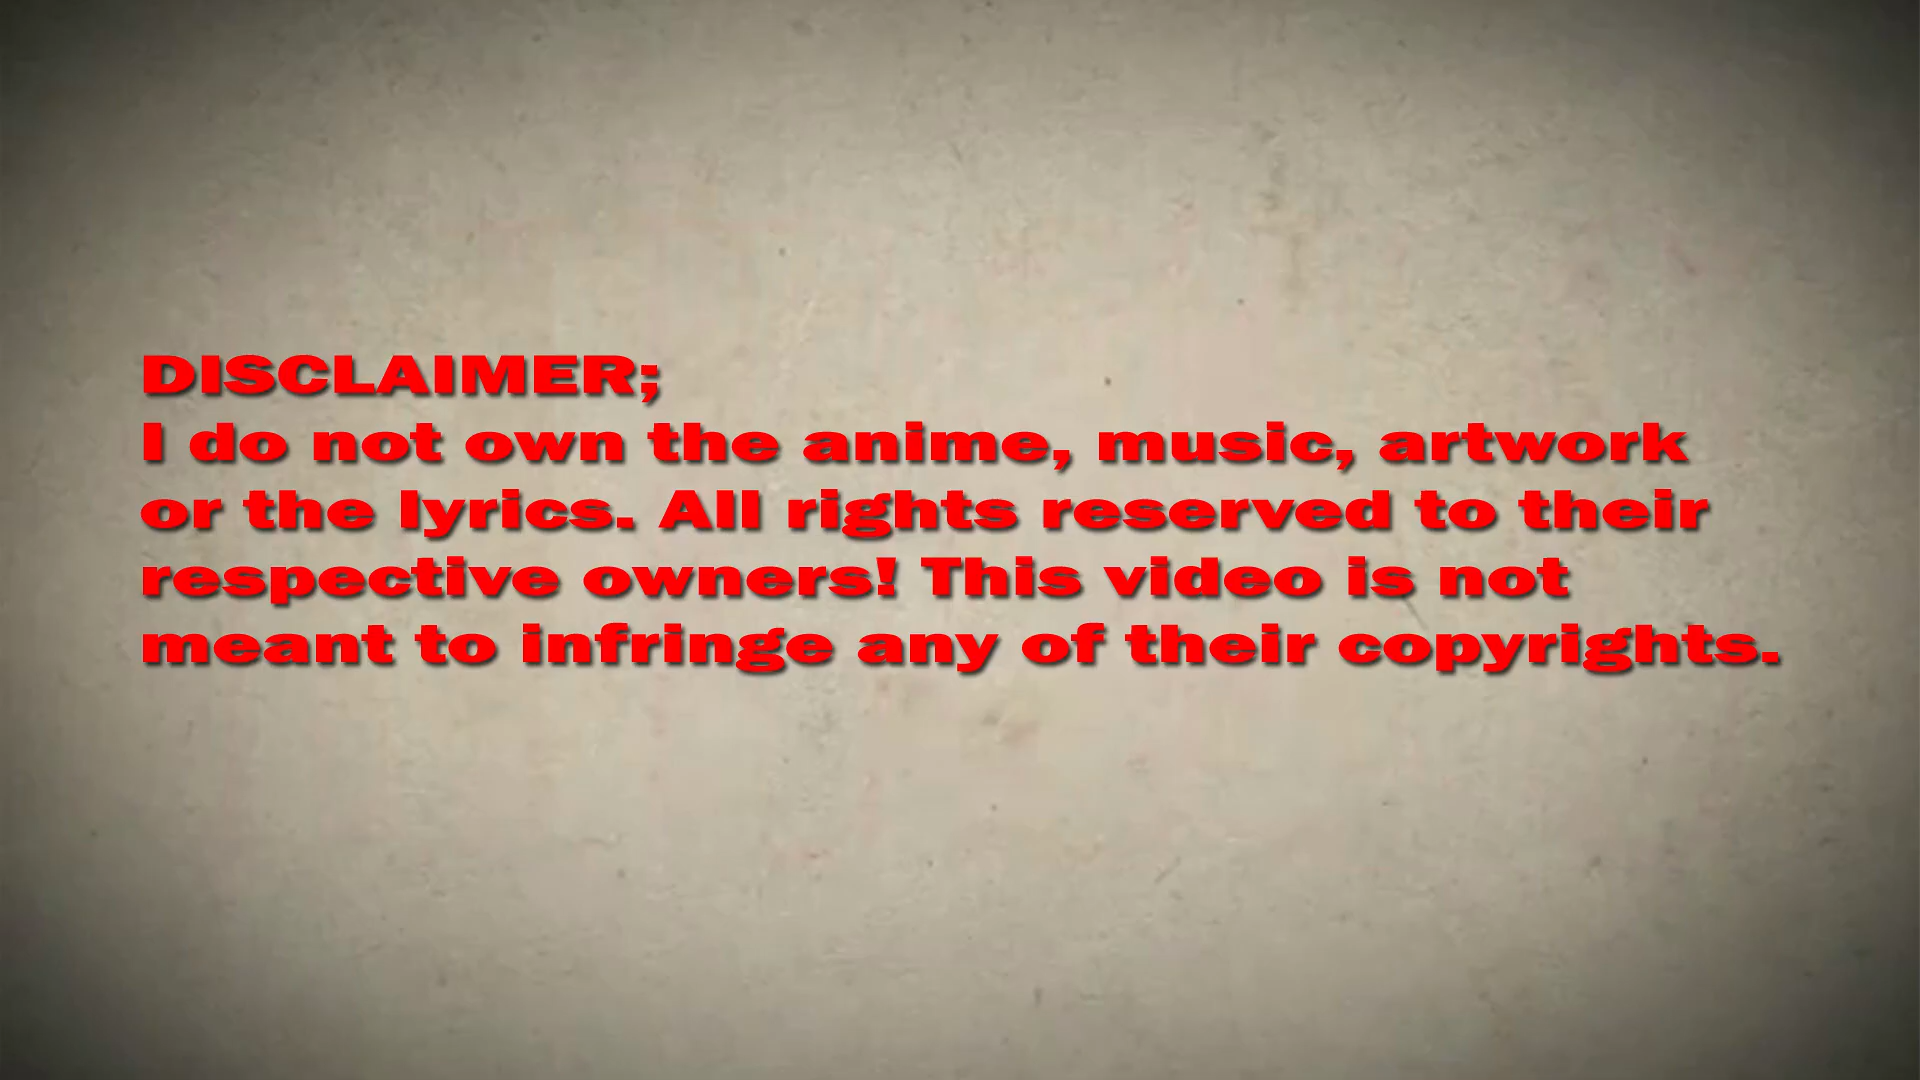 DISCLAIMER;
I do not own the anime, music, artwork
or the lyrics. All rights reserved to their
respective owners! This video is not
meant to infringe any of their copyrights.